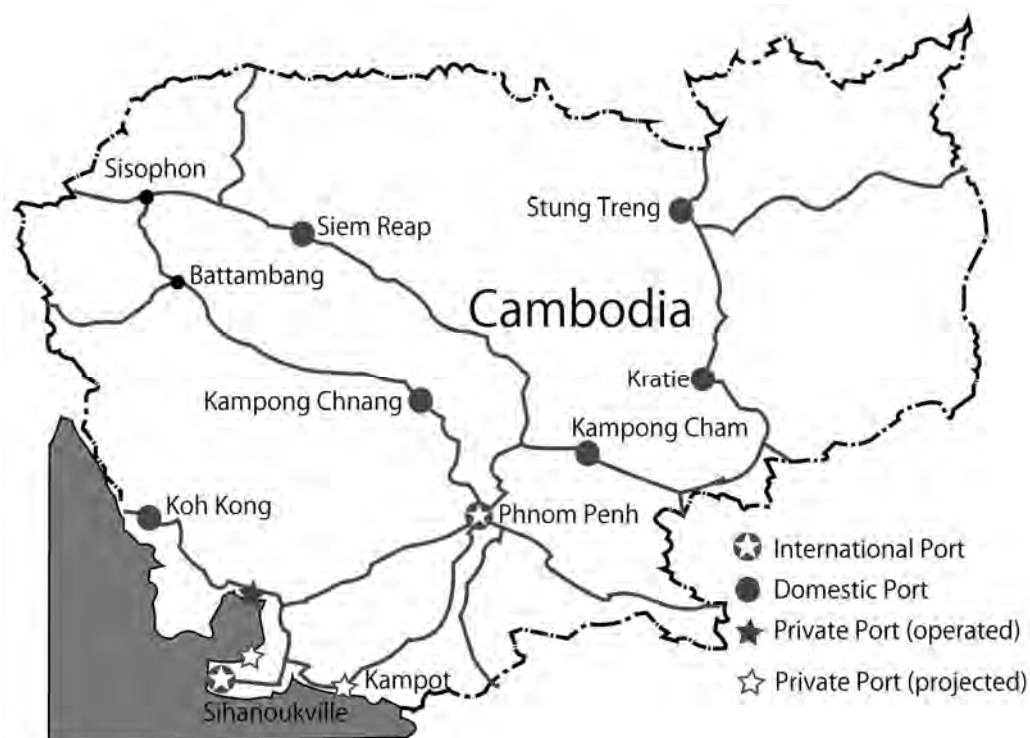 Sisophon
Siem Reap
Stung Treng
Battambang
Cambodia
Kratie
Kampong Chnang
Kampong Cham
Koh Kong
Phnom Penh
International Port
Domestic Port
Private Port (operated)
Kampot
Private Port (projected)
Sihanoukville